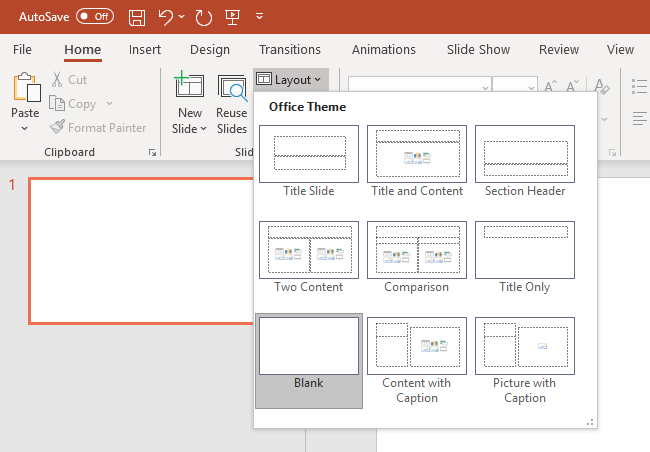 AutoSave Off
File Home Insert Design Transitions Animations Slide Show Review View
Paste
Cut
Copy
Format Painter
Clipboard
New
Slide
Reuse
Slides
Layout
Slid
Office Theme
Title Slide Title and Content Section Header
Two Content Comparison Title Only
Blank Content with Caption Picture with Caption
1